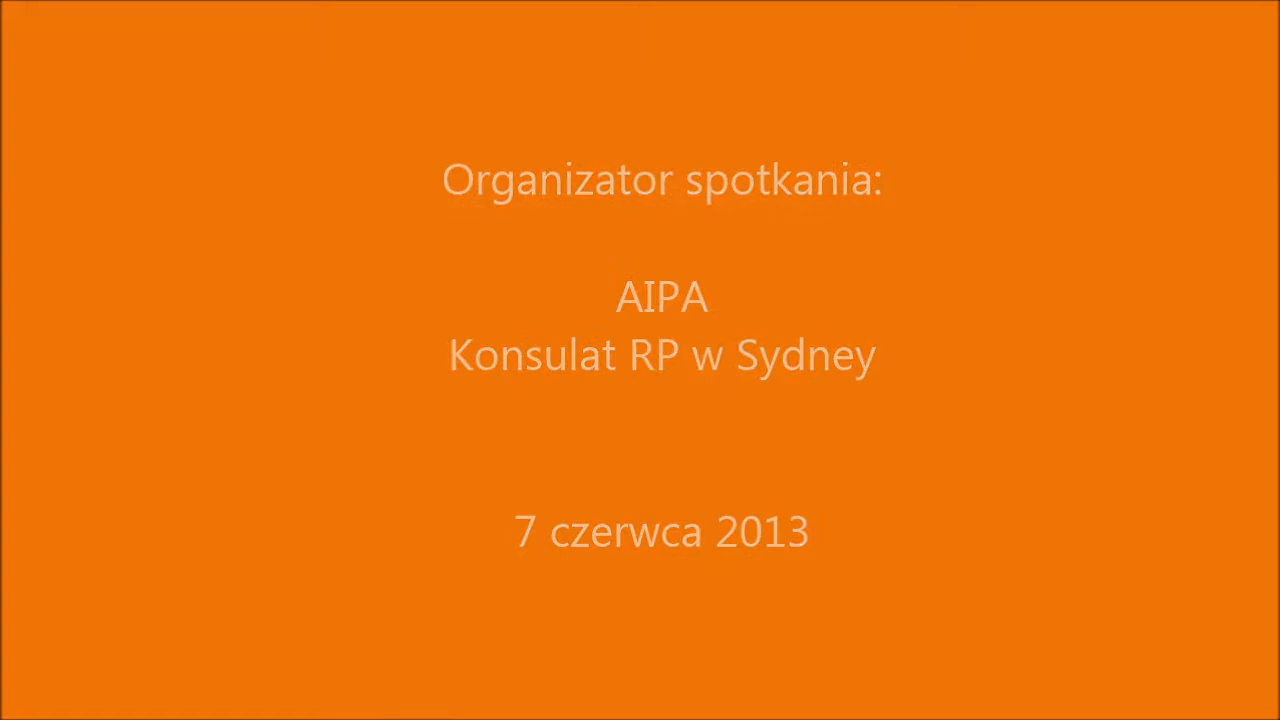 Organizator spotkania:
AIPA
Konsulat RP w Sydney
7 czerwca 2013